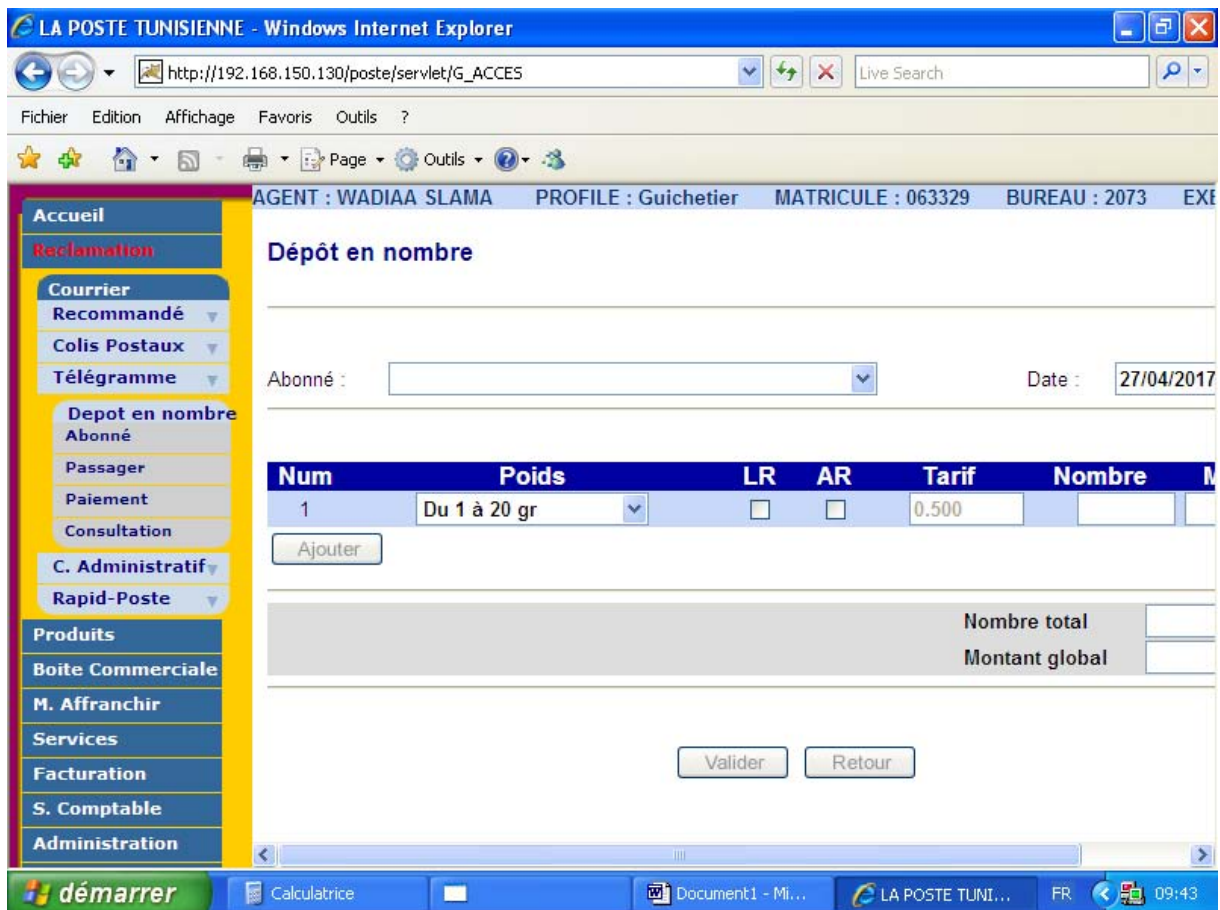 LA POSTE TUNISIENNE - Windows Internet Explorer
http://192.168.150.130/poste/servlet/G_ACCES
Live Search
Fichier Edition Affichage Favoris Outils ?
Page Outils
AGENT : WADIAA SLAMA PROFILE : Guichetier MATRICULE : 063329 BUREAU : 2073 EXE
Accueil
Reclamation
Courrier
Recommandé
Colis Postaux
Télégramme
Depot en nombre
Abonné
Passager
Paiement
Consultation
C. Administratif
Rapid-Poste
Produits
Boite Commerciale
M. Affranchir
Services
Facturation
S. Comptable
Administration
Dépôt en nombre
Abonné : Date : 27/04/2017
Num Poids LR AR Tarif Nombre M
1 Du 1 à 20 gr 0.500
Ajouter
Nombre total
Montant global
Valider Retour
démarrer Calculatrice Document1 - Mi... LA POSTE TUNI... FR 09:43